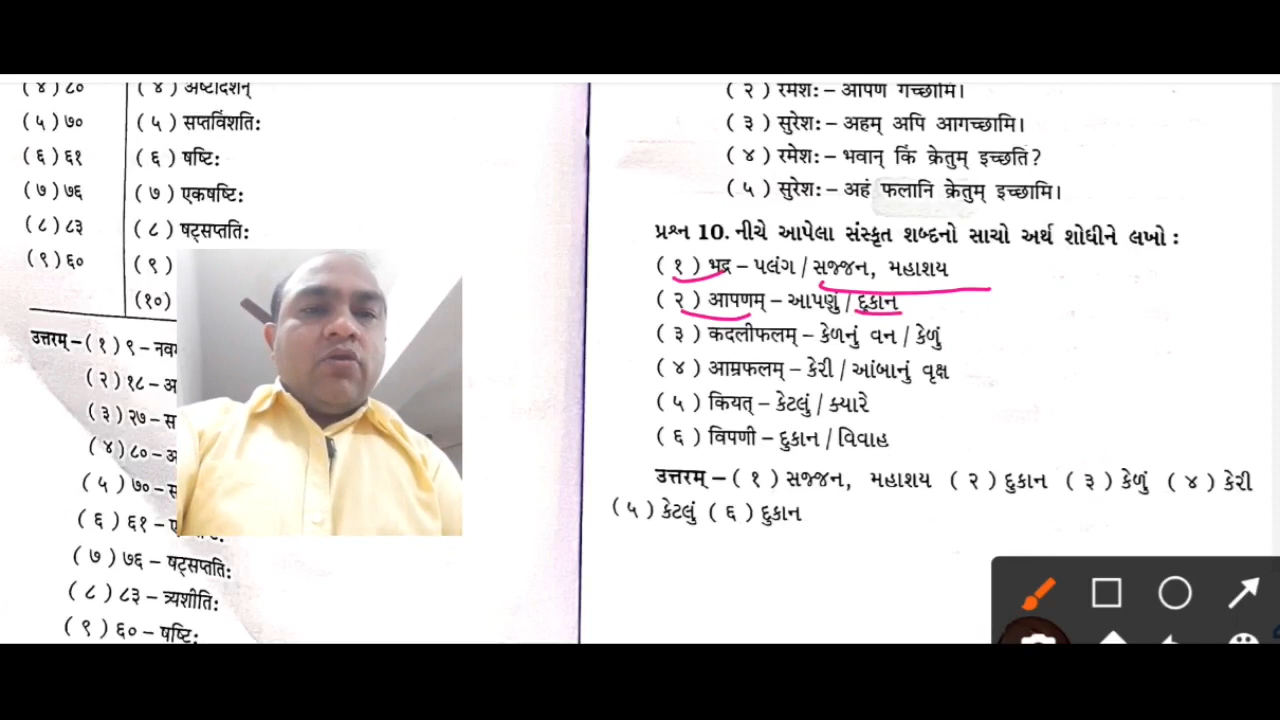 (४) ८०
(४) अष्टादशन्
(५) ७०
(५) सप्तविंशति:
(६) ६१
(६) षष्टि:
(७) ७६
(७) एकषष्टि:
(८) ८३
(८) षट्सप्तति:
(९) ६०
(९)
(१०)
उत्तरम् – (१) ९ – नव
(२) १८ –
(३) २७ –
(४) ८० –
(५) ७० –
(६) ६१ –
(७) ७६ – षट्सप्तति:
(८) ८३ – त्र्यशीति:
(९) ६० – षष्टि:
(२) रमेश: – आपणं गच्छामि।
(३) सुरेश: – अहम् अपि आगच्छामि।
(४) रमेश: – भवान् किं क्रेतुम् इच्छति?
(५) सुरेश: – अहं फलानि क्रेतुम् इच्छामि।
પ્રશ્ન 10. નીચે આપેલા સંસ્કૃત શબ્દનો સાચો અર્થ શોધીને લખો :
(१) भद्र – પલંગ / સજ્જન, મહાશય
(२) आपणम् – આપણું / દુકાન
(३) कदलीफलम् – કેળનું વન / કેળું
(४) आम्रफलम् – કેરી / આંબાનું વૃક્ષ
(५) कियत् – કેટલું / ક્યારે
(६) विपणी – દુકાન / વિવાહ
उत्तरम् – (१) સજ્જન, મહાશય (२) દુકાન (३) કેળું (४) કેરી
(५) કેટલું (६) દુકાન